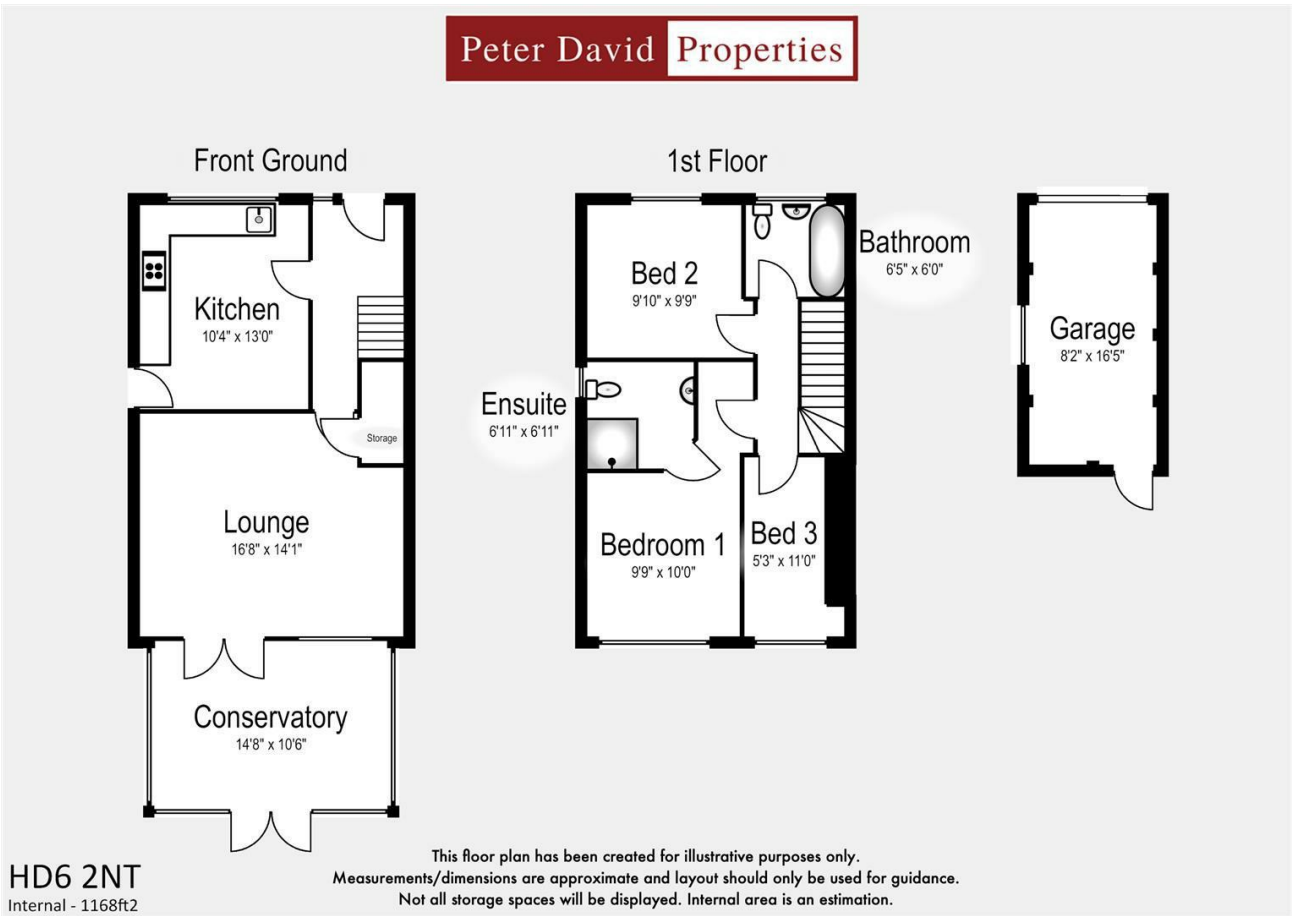 Peter David Properties
Front Ground
1st Floor
Kitchen
10'4" x 13'0"
Storage
Lounge
16'8" x 14'1"
Conservatory
14'8" x 10'6"
Bed 2
9'10" x 9'9"
Bathroom
6'5" x 6'0"
Ensuite
6'11" x 6'11"
Bedroom 1
9'9" x 10'0"
Bed 3
5'3" x 11'0"
Garage
8'2" x 16'5"
HD6 2NT
Internal - 1168ft2
This floor plan has been created for illustrative purposes only.
Measurements/dimensions are approximate and layout should only be used for guidance.
Not all storage spaces will be displayed. Internal area is an estimation.